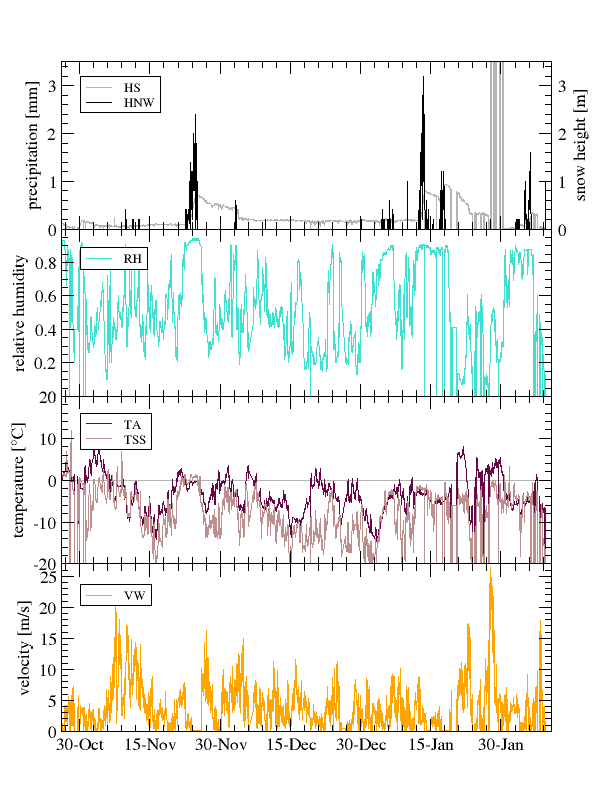 HS
HNW
precipitation [mm]
3
2
1
0
3
2
1
0
snow height [m]
RH
relative humidity
0.8
0.6
0.4
0.2
TA
TSS
temperature [°C]
20
10
0
-10
-20
VW
velocity [m/s]
25
20
15
10
5
0
30-Oct 15-Nov 30-Nov 15-Dec 30-Dec 15-Jan 30-Jan